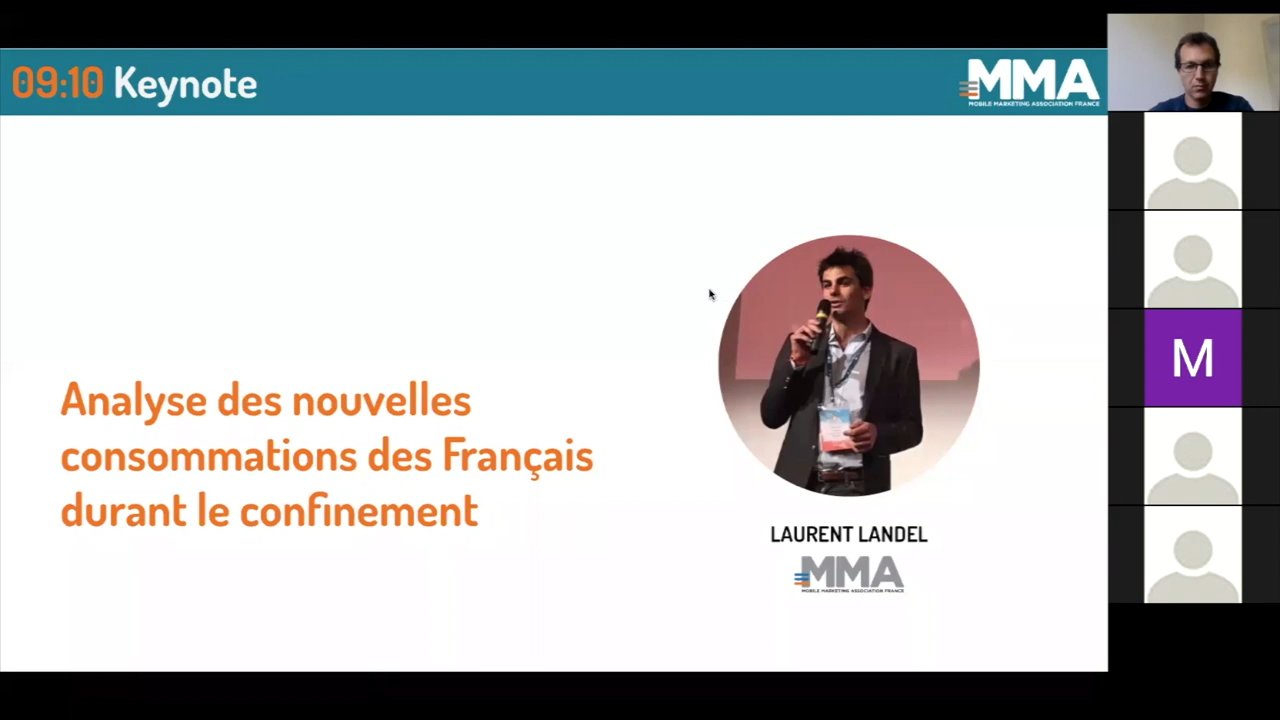 09:10 Keynote
MMA
MOBILE MARKETING ASSOCIATION FRANCE
Analyse des nouvelles
consommations des Français
durant le confinement
LAURENT LANDEL
MMA
MOBILE MARKETING ASSOCIATION FRANCE
M